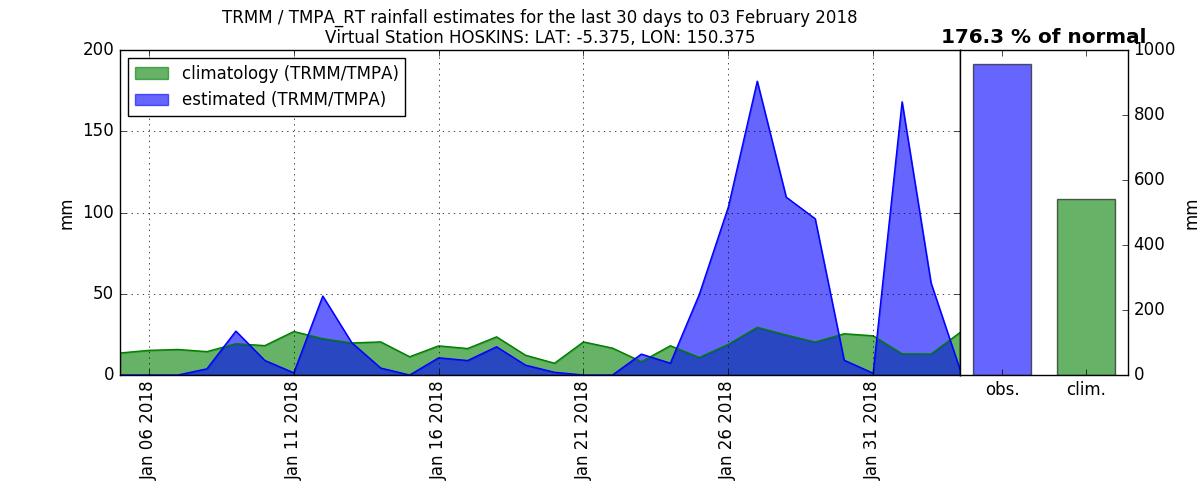 TRMM / TMPA_RT rainfall estimates for the last 30 days to 03 February 2018
Virtual Station HOSKINS: LAT: -5.375, LON: 150.375
176.3 % of normal
climatology (TRMM/TMPA)
estimated (TRMM/TMPA)
200
150
100
50
0
mm
Jan 06 2018
Jan 11 2018
Jan 16 2018
Jan 21 2018
Jan 26 2018
Jan 31 2018
1000
800
600
400
200
0
mm
obs.
clim.